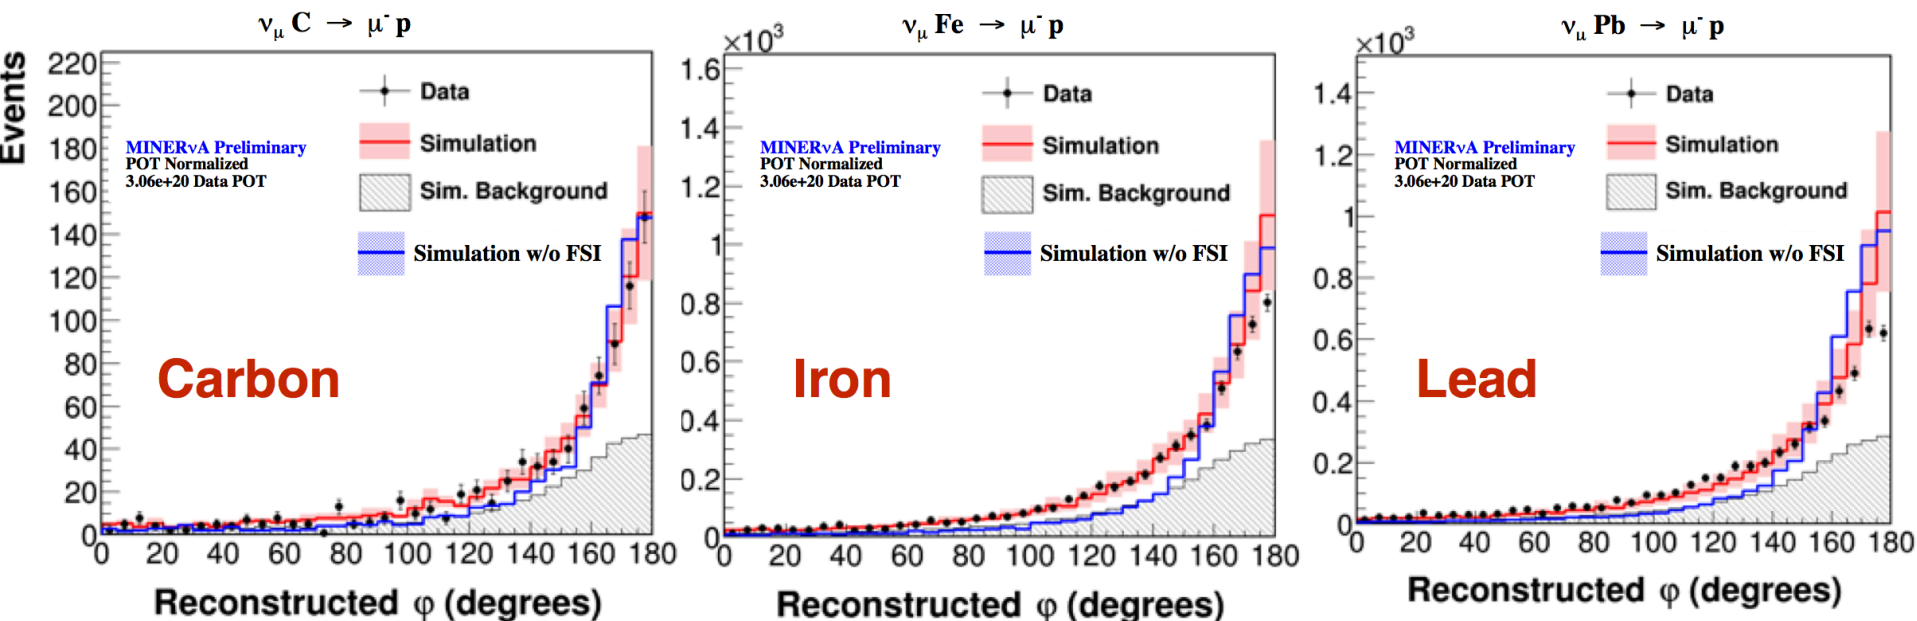 νμ C → μ- p
Events
220
200
180
160
140
120
100
80
60
40
20
0
Data
Simulation
Sim. Background
Simulation w/o FSI
MINERνA Preliminary
POT Normalized
3.06e+20 Data POT
Carbon
0 20 40 60 80 100 120 140 160 180
Reconstructed φ (degrees)
νμ Fe → μ- p
×10³
1.6
1.4
1.2
1
0.8
0.6
0.4
0.2
0
Data
Simulation
Sim. Background
Simulation w/o FSI
MINERνA Preliminary
POT Normalized
3.06e+20 Data POT
Iron
0 20 40 60 80 100 120 140 160 180
Reconstructed φ (degrees)
νμ Pb → μ- p
×10³
1.4
1.2
1
0.8
0.6
0.4
0.2
0
Data
Simulation
Sim. Background
Simulation w/o FSI
MINERνA Preliminary
POT Normalized
3.06e+20 Data POT
Lead
0 20 40 60 80 100 120 140 160 180
Reconstructed φ (degrees)